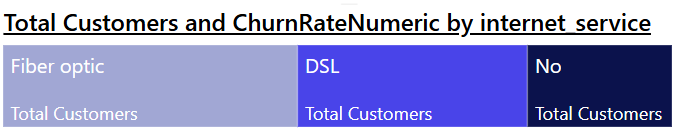 Total Customers and ChurnRateNumeric by internet_service
Fiber optic
DSL
No
Total Customers
Total Customers
Total Customers